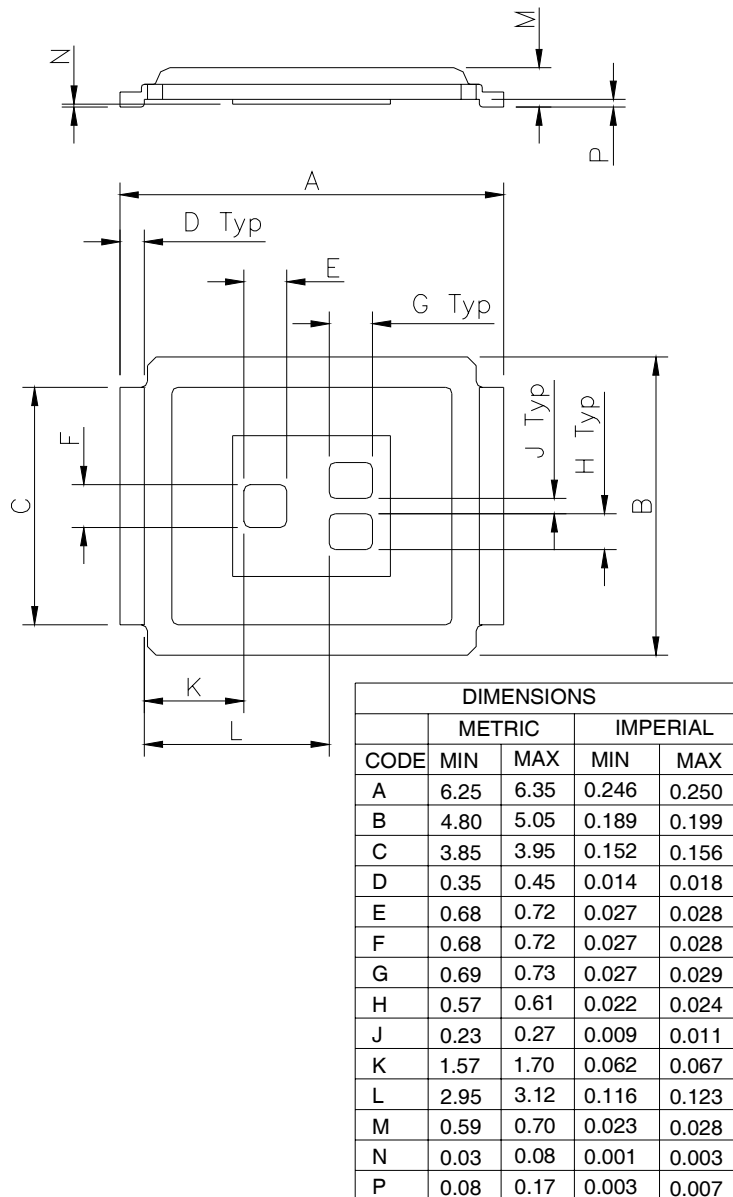 N
M
P
A
D Typ
E
G Typ
F
J Typ
H Typ
C
B
K
L
DIMENSIONS
METRIC IMPERIAL
CODE MIN MAX MIN MAX
A 6.25 6.35 0.246 0.250
B 4.80 5.05 0.189 0.199
C 3.85 3.95 0.152 0.156
D 0.35 0.45 0.014 0.018
E 0.68 0.72 0.027 0.028
F 0.68 0.72 0.027 0.028
G 0.69 0.73 0.027 0.029
H 0.57 0.61 0.022 0.024
J 0.23 0.27 0.009 0.011
K 1.57 1.70 0.062 0.067
L 2.95 3.12 0.116 0.123
M 0.59 0.70 0.023 0.028
N 0.03 0.08 0.001 0.003
P 0.08 0.17 0.003 0.007